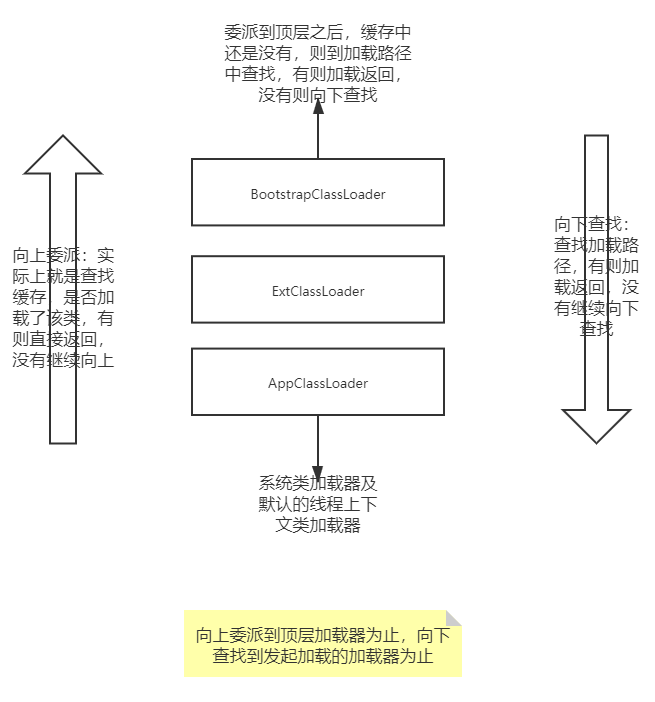 委派到顶层之后，缓存中
还是没有，则到加载路径
中查找，有则加载返回，
没有则向下查找
BootstrapClassLoader
向上委派：实
际上就是查找
缓存，是否加
载了该类，有
则直接返回，
没有继续向上
ExtClassLoader
AppClassLoader
向下查找：
查找加载路
径，有则加
载返回，没
有继续向下
查找
系统类加载器及
默认的线程上下
文类加载器
向上委派到顶层加载器为止，向下
查找到发起加载的加载器为止